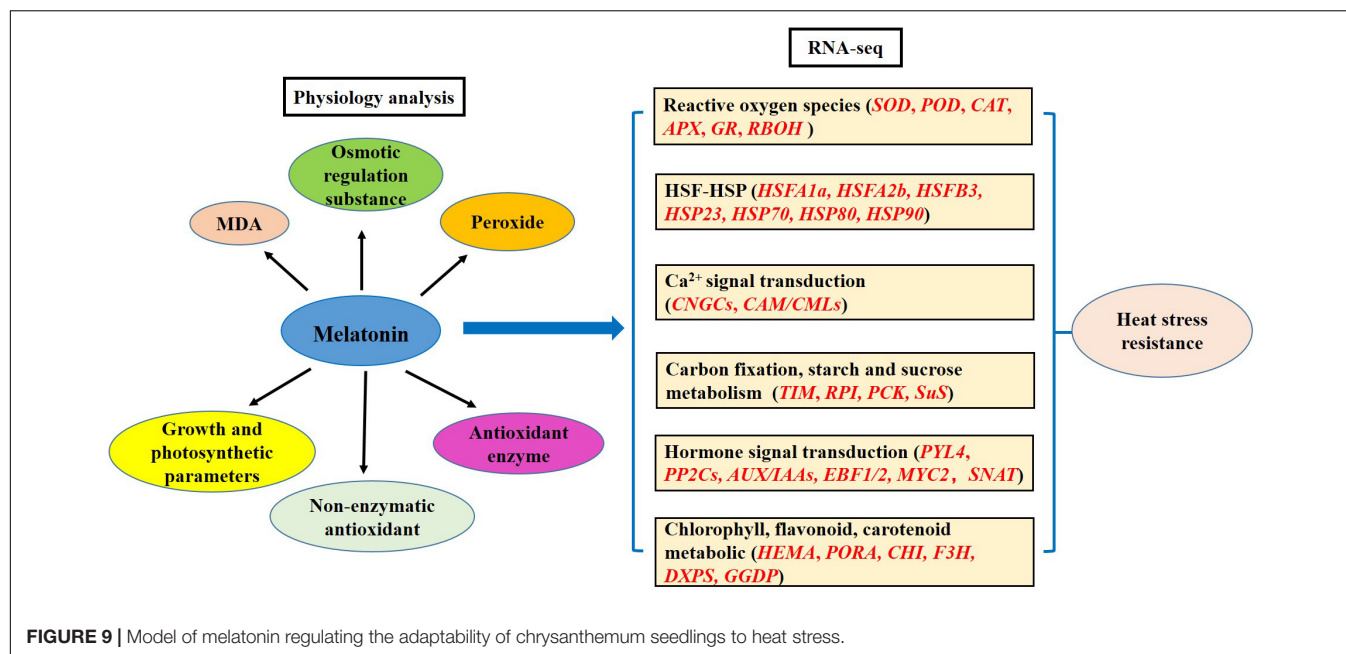 RNA-seq
Physiology analysis
Osmotic
regulation
substance
MDA
Peroxide
Melatonin
Growth and
photosynthetic
parameters
Non-enzymatic
antioxidant
Antioxidant
enzyme
Reactive oxygen species (SOD, POD, CAT,
APX, GR, RBOH )
HSF-HSP (HSFA1a, HSFA2b, HSFB3,
HSP23, HSP70, HSP80, HSP90)
Ca²⁺ signal transduction
(CNGCs, CAM/CMLs)
Carbon fixation, starch and sucrose
metabolism (TIM, RPI, PCK, SuS)
Hormone signal transduction (PYL4,
PP2Cs, AUX/IAAs, EBF1/2, MYC2, SNAT)
Chlorophyll, flavonoid, carotenoid
metabolic (HEMA, PORA, CHI, F3H,
DXPS, GGDP)
Heat stress
resistance
FIGURE 9 | Model of melatonin regulating the adaptability of chrysanthemum seedlings to heat stress.